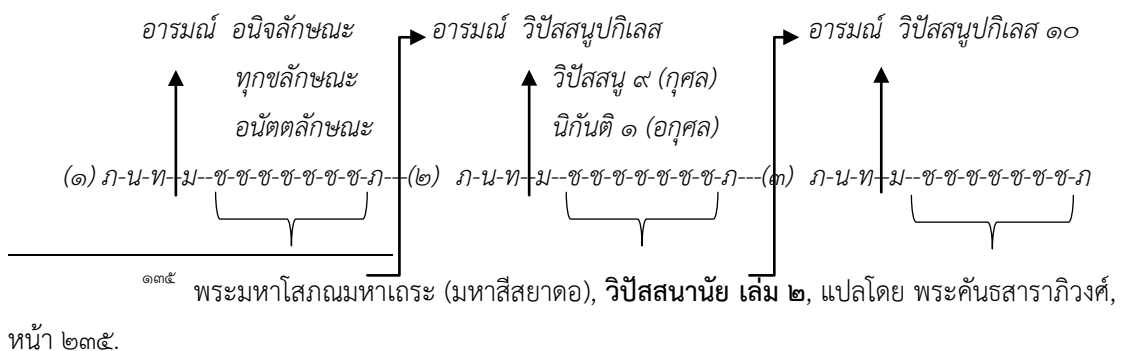 อารมณ์ อนิจลักษณะ อารมณ์ วิปัสสนูปกิเลส อารมณ์ วิปัสสนูปกิเลส ๑๐
ทุกขลักษณะ วิปัสสนู ๙ (กุศล)
อนัตตลักษณะ นิกันติ ๑ (อกุศล)
(๑) ภ-น-ท--ม--ช-ช-ช-ช-ช-ช-ช-ภ---(๒) ภ-น-ท--ม--ช-ช-ช-ช-ช-ช-ช-ภ---(๓) ภ-น-ท--ม--ช-ช-ช-ช-ช-ช-ช-ภ
๑๓๕ พระมหาโสภณมหาเถระ (มหาสีสยาดอ), วิปัสสนานัย เล่ม ๒, แปลโดย พระคันธสาราภิวงศ์,
หน้า ๒๓๕.